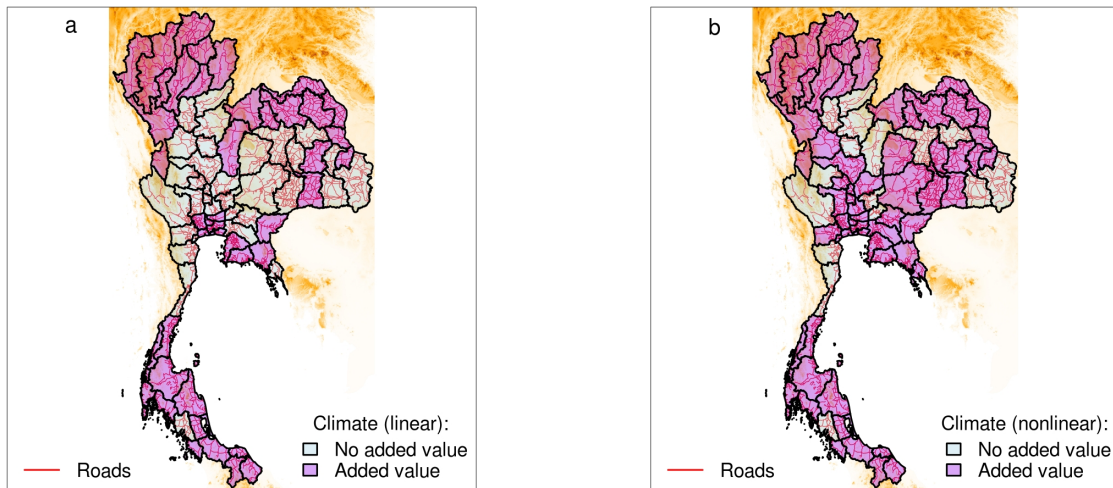 a
Climate (linear):
No added value
Roads
Added value
b
Climate (nonlinear):
No added value
Roads
Added value